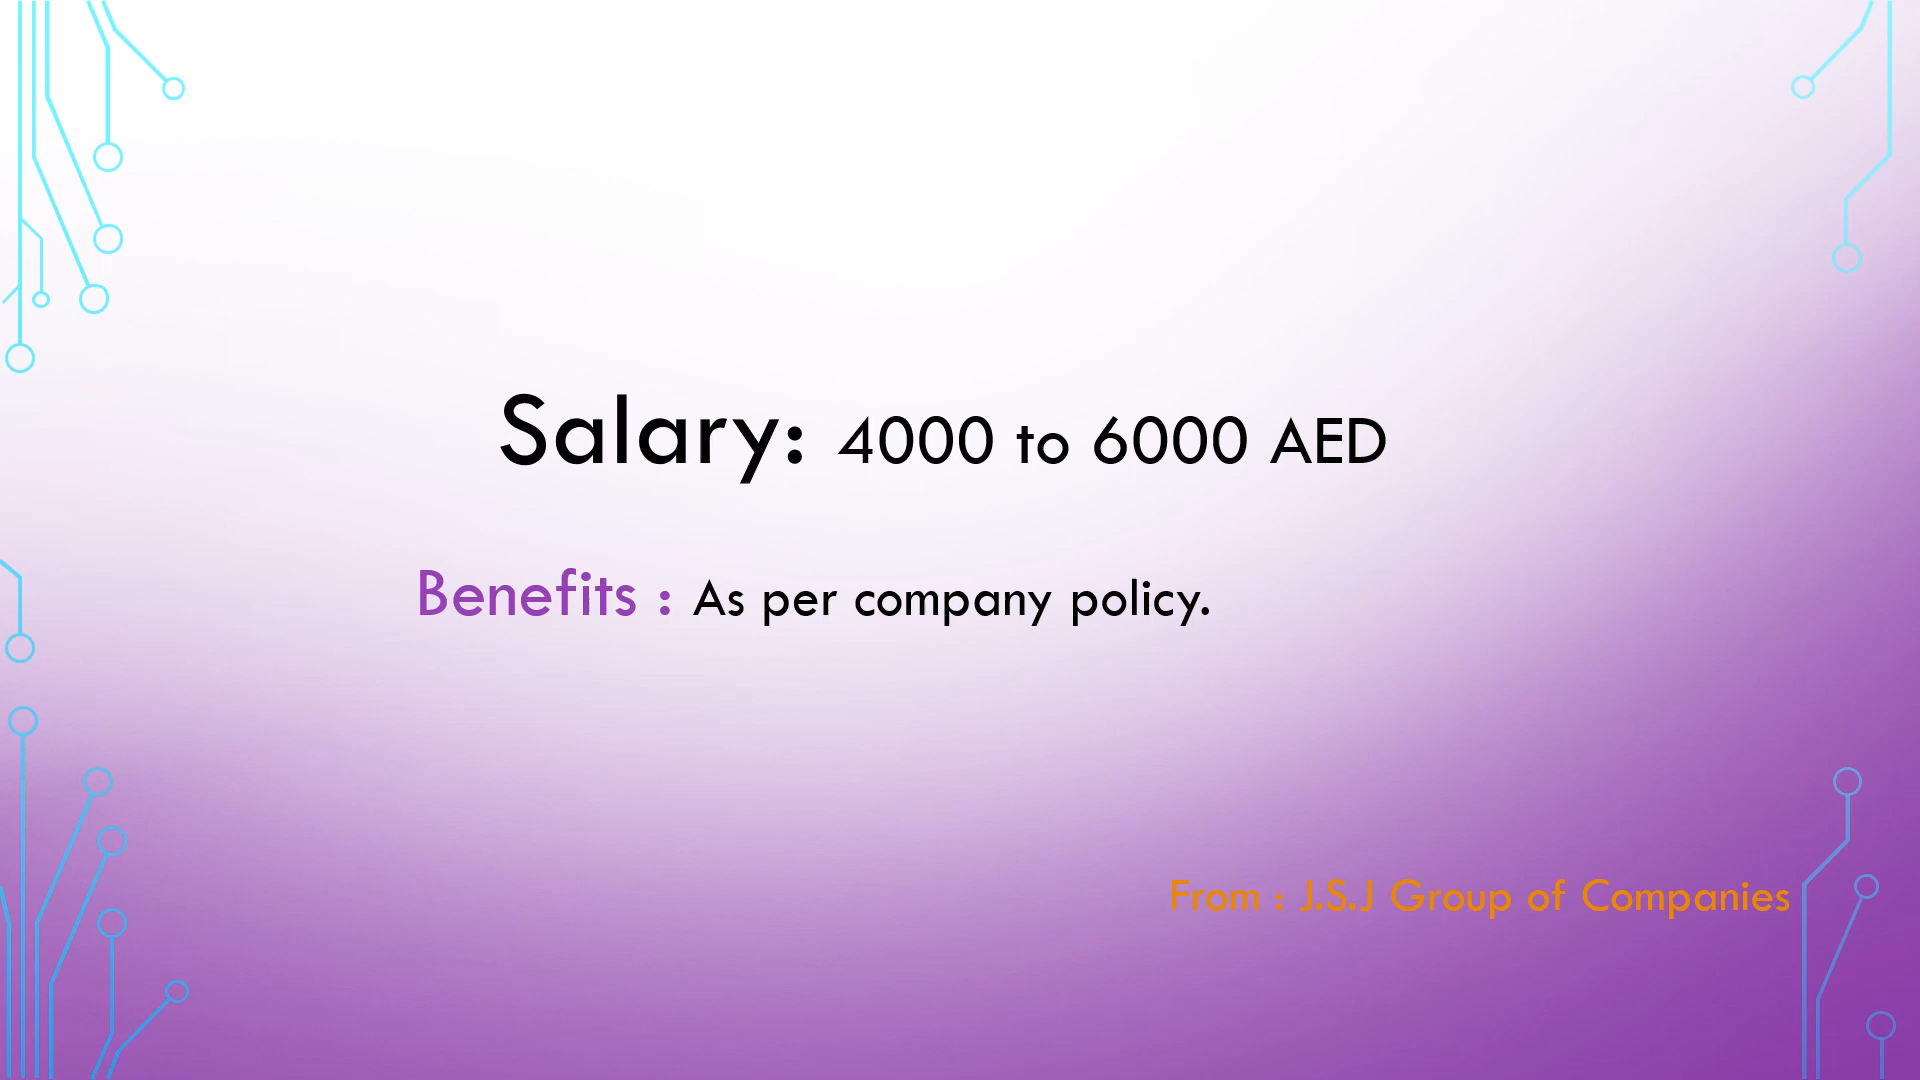 Salary: 4000 to 6000 AED
Benefits : As per company policy.
From : J.S.J Group of Companies